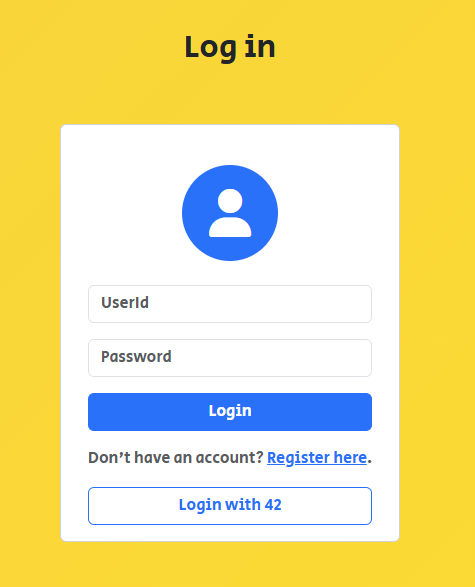 Log in
UserId
Password
Login
Don't have an account? Register here.
Login with 42